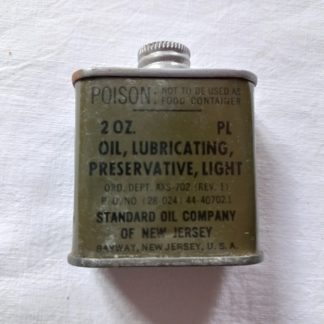 POISON: NOT TO BE USED AS
FOOD CONTAINER
2 OZ. PL
OIL, LUBRICATING,
PRESERVATIVE, LIGHT
ORD. DEPT. AXS-702 (REV. 1)
P. O. NO (28 024) 44-40702)
STANDARD OIL COMPANY
OF NEW JERSEY
BAYWAY, NEW JERSEY, U. S. A.